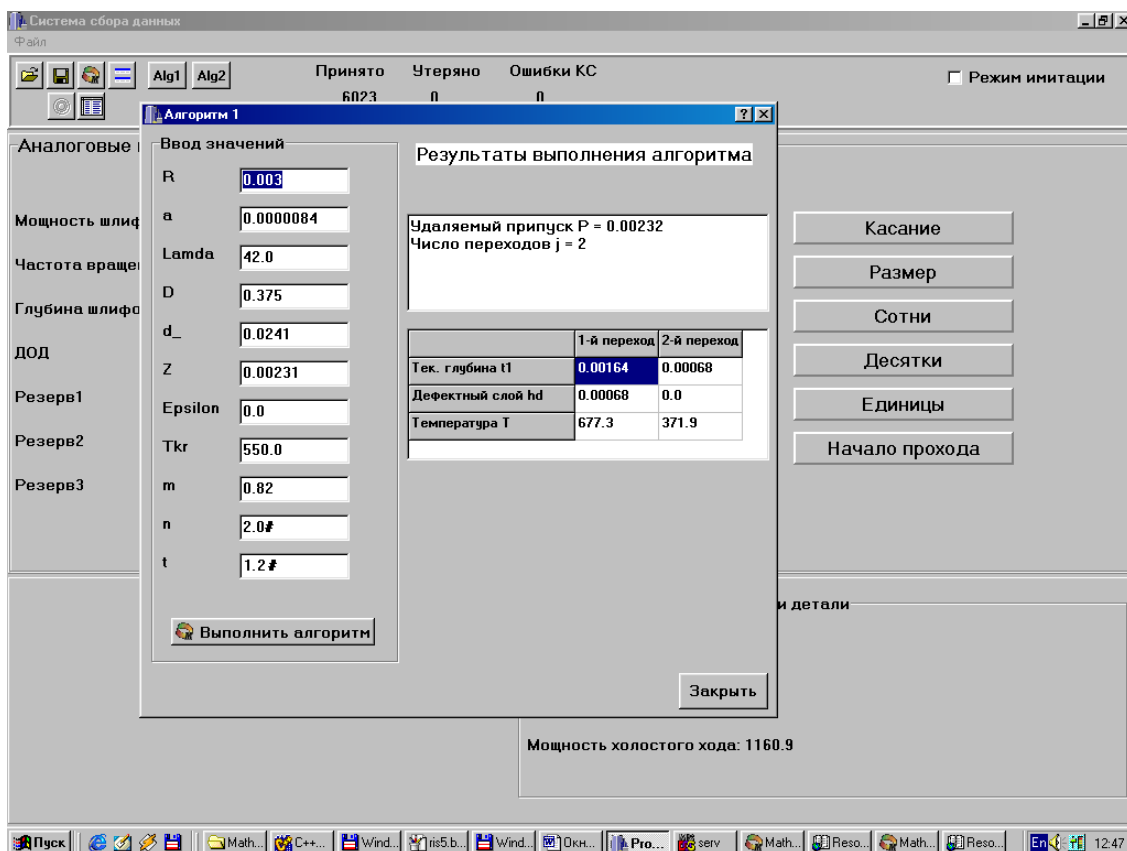 Система сбора данных
Файл
Alg1 Alg2 Принято Утеряно Ошибки КС Режим имитации
6023 0 0
Алгоритм 1
Аналоговые
Ввод значений
Результаты выполнения алгоритма
R 0.003
a 0.0000084
Lamda 42.0
D 0.375
d_ 0.0241
Z 0.00231
Epsilon 0.0
Tkr 550.0
m 0.82
n 2.0#
t 1.2#
Выполнить алгоритм
Удаляемый припуск P = 0.00232
Число переходов j = 2
1-й переход 2-й переход
Тек. глубина t1 0.00164 0.00068
Дефектный слой hd 0.00068 0.0
Температура T 677.3 371.9
Закрыть
Мощность шлиф
Частота враще
Глубина шлифо
ДОД
Резерв1
Резерв2
Резерв3
Касание
Размер
Сотни
Десятки
Единицы
Начало прохода
и детали
Мощность холостого хода: 1160.9
Пуск Math... C++... Wind... ris5.b... Wind... Окн... Pro... serv Math... Reso... Math... Reso... En 12:47